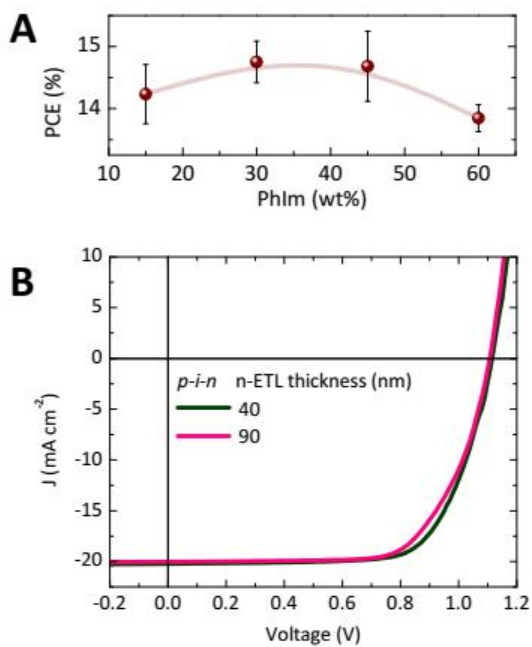 A
15
14
PCE (%)
10 20 30 40 50 60
PhIm (wt%)
B
10
5
0
-5
-10
-15
-20
J (mA cm⁻²)
p-i-n n-ETL thickness (nm)
40
90
-0.2 0.0 0.2 0.4 0.6 0.8 1.0 1.2
Voltage (V)